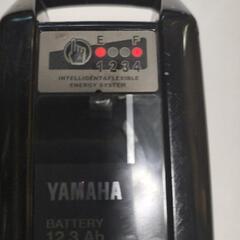 E F
1 2 3 4
INTELLIGENT&FLEXIBLE
ENERGY SYSTEM
YAMAHA
BATTERY
12.3 Ah